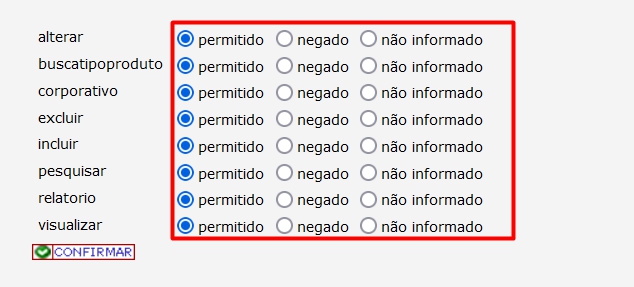 alterar permitido negado não informado
buscatipoproduto permitido negado não informado
corporativo permitido negado não informado
excluir permitido negado não informado
incluir permitido negado não informado
pesquisar permitido negado não informado
relatorio permitido negado não informado
visualizar permitido negado não informado
CONFIRMAR